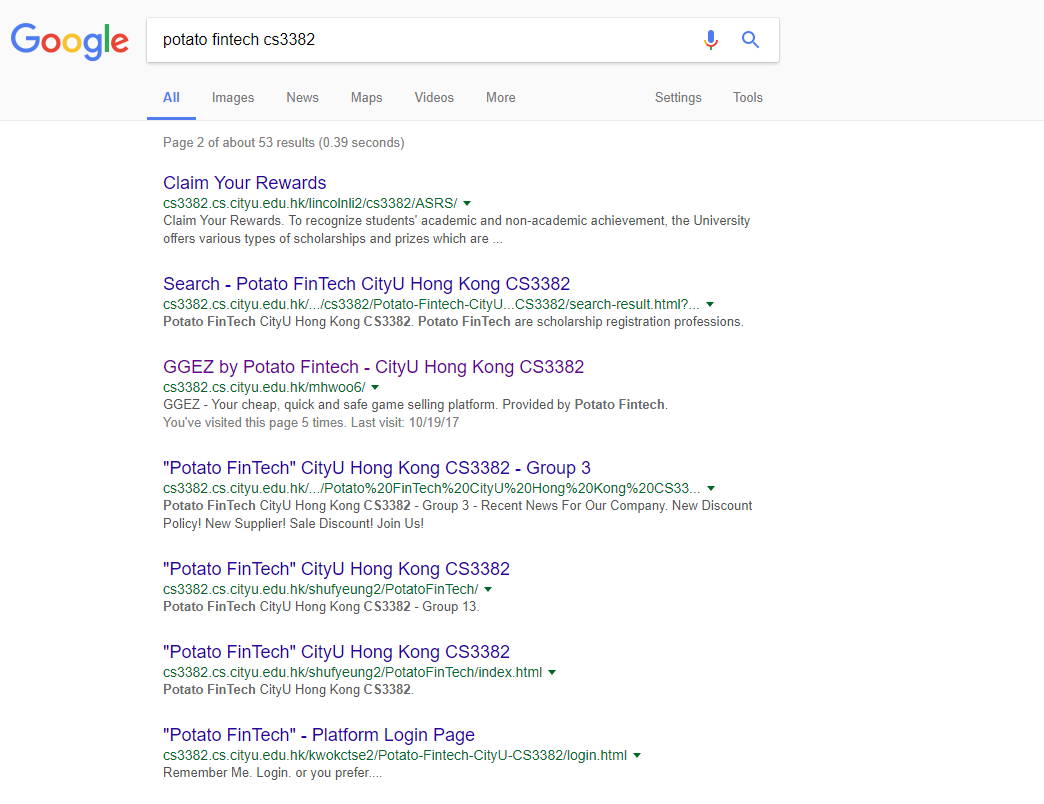 Google
potato fintech cs3382
All Images News Maps Videos More Settings Tools
Page 2 of about 53 results (0.39 seconds)
Claim Your Rewards
cs3382.cs.cityu.edu.hk/lincolnli2/cs3382/ASRS/
Claim Your Rewards. To recognize students' academic and non-academic achievement, the University
offers various types of scholarships and prizes which are ...
Search - Potato FinTech CityU Hong Kong CS3382
cs3382.cs.cityu.edu.hk/.../cs3382/Potato-Fintech-CityU...CS3382/search-result.html?...
Potato FinTech CityU Hong Kong CS3382. Potato FinTech are scholarship registration professions.
GGEZ by Potato Fintech - CityU Hong Kong CS3382
cs3382.cs.cityu.edu.hk/mhwoo6/
GGEZ - Your cheap, quick and safe game selling platform. Provided by Potato Fintech.
You've visited this page 5 times. Last visit: 10/19/17
"Potato FinTech" CityU Hong Kong CS3382 - Group 3
cs3382.cs.cityu.edu.hk/.../Potato%20FinTech%20CityU%20Hong%20Kong%20CS33...
Potato FinTech CityU Hong Kong CS3382 - Group 3 - Recent News For Our Company. New Discount
Policy! New Supplier! Sale Discount! Join Us!
"Potato FinTech" CityU Hong Kong CS3382
cs3382.cs.cityu.edu.hk/shufyeung2/PotatoFinTech/
Potato FinTech CityU Hong Kong CS3382 - Group 13.
"Potato FinTech" CityU Hong Kong CS3382
cs3382.cs.cityu.edu.hk/shufyeung2/PotatoFinTech/index.html
Potato FinTech CityU Hong Kong CS3382.
"Potato FinTech" - Platform Login Page
cs3382.cs.cityu.edu.hk/kwokctse2/Potato-Fintech-CityU-CS3382/login.html
Remember Me. Login. or you prefer....